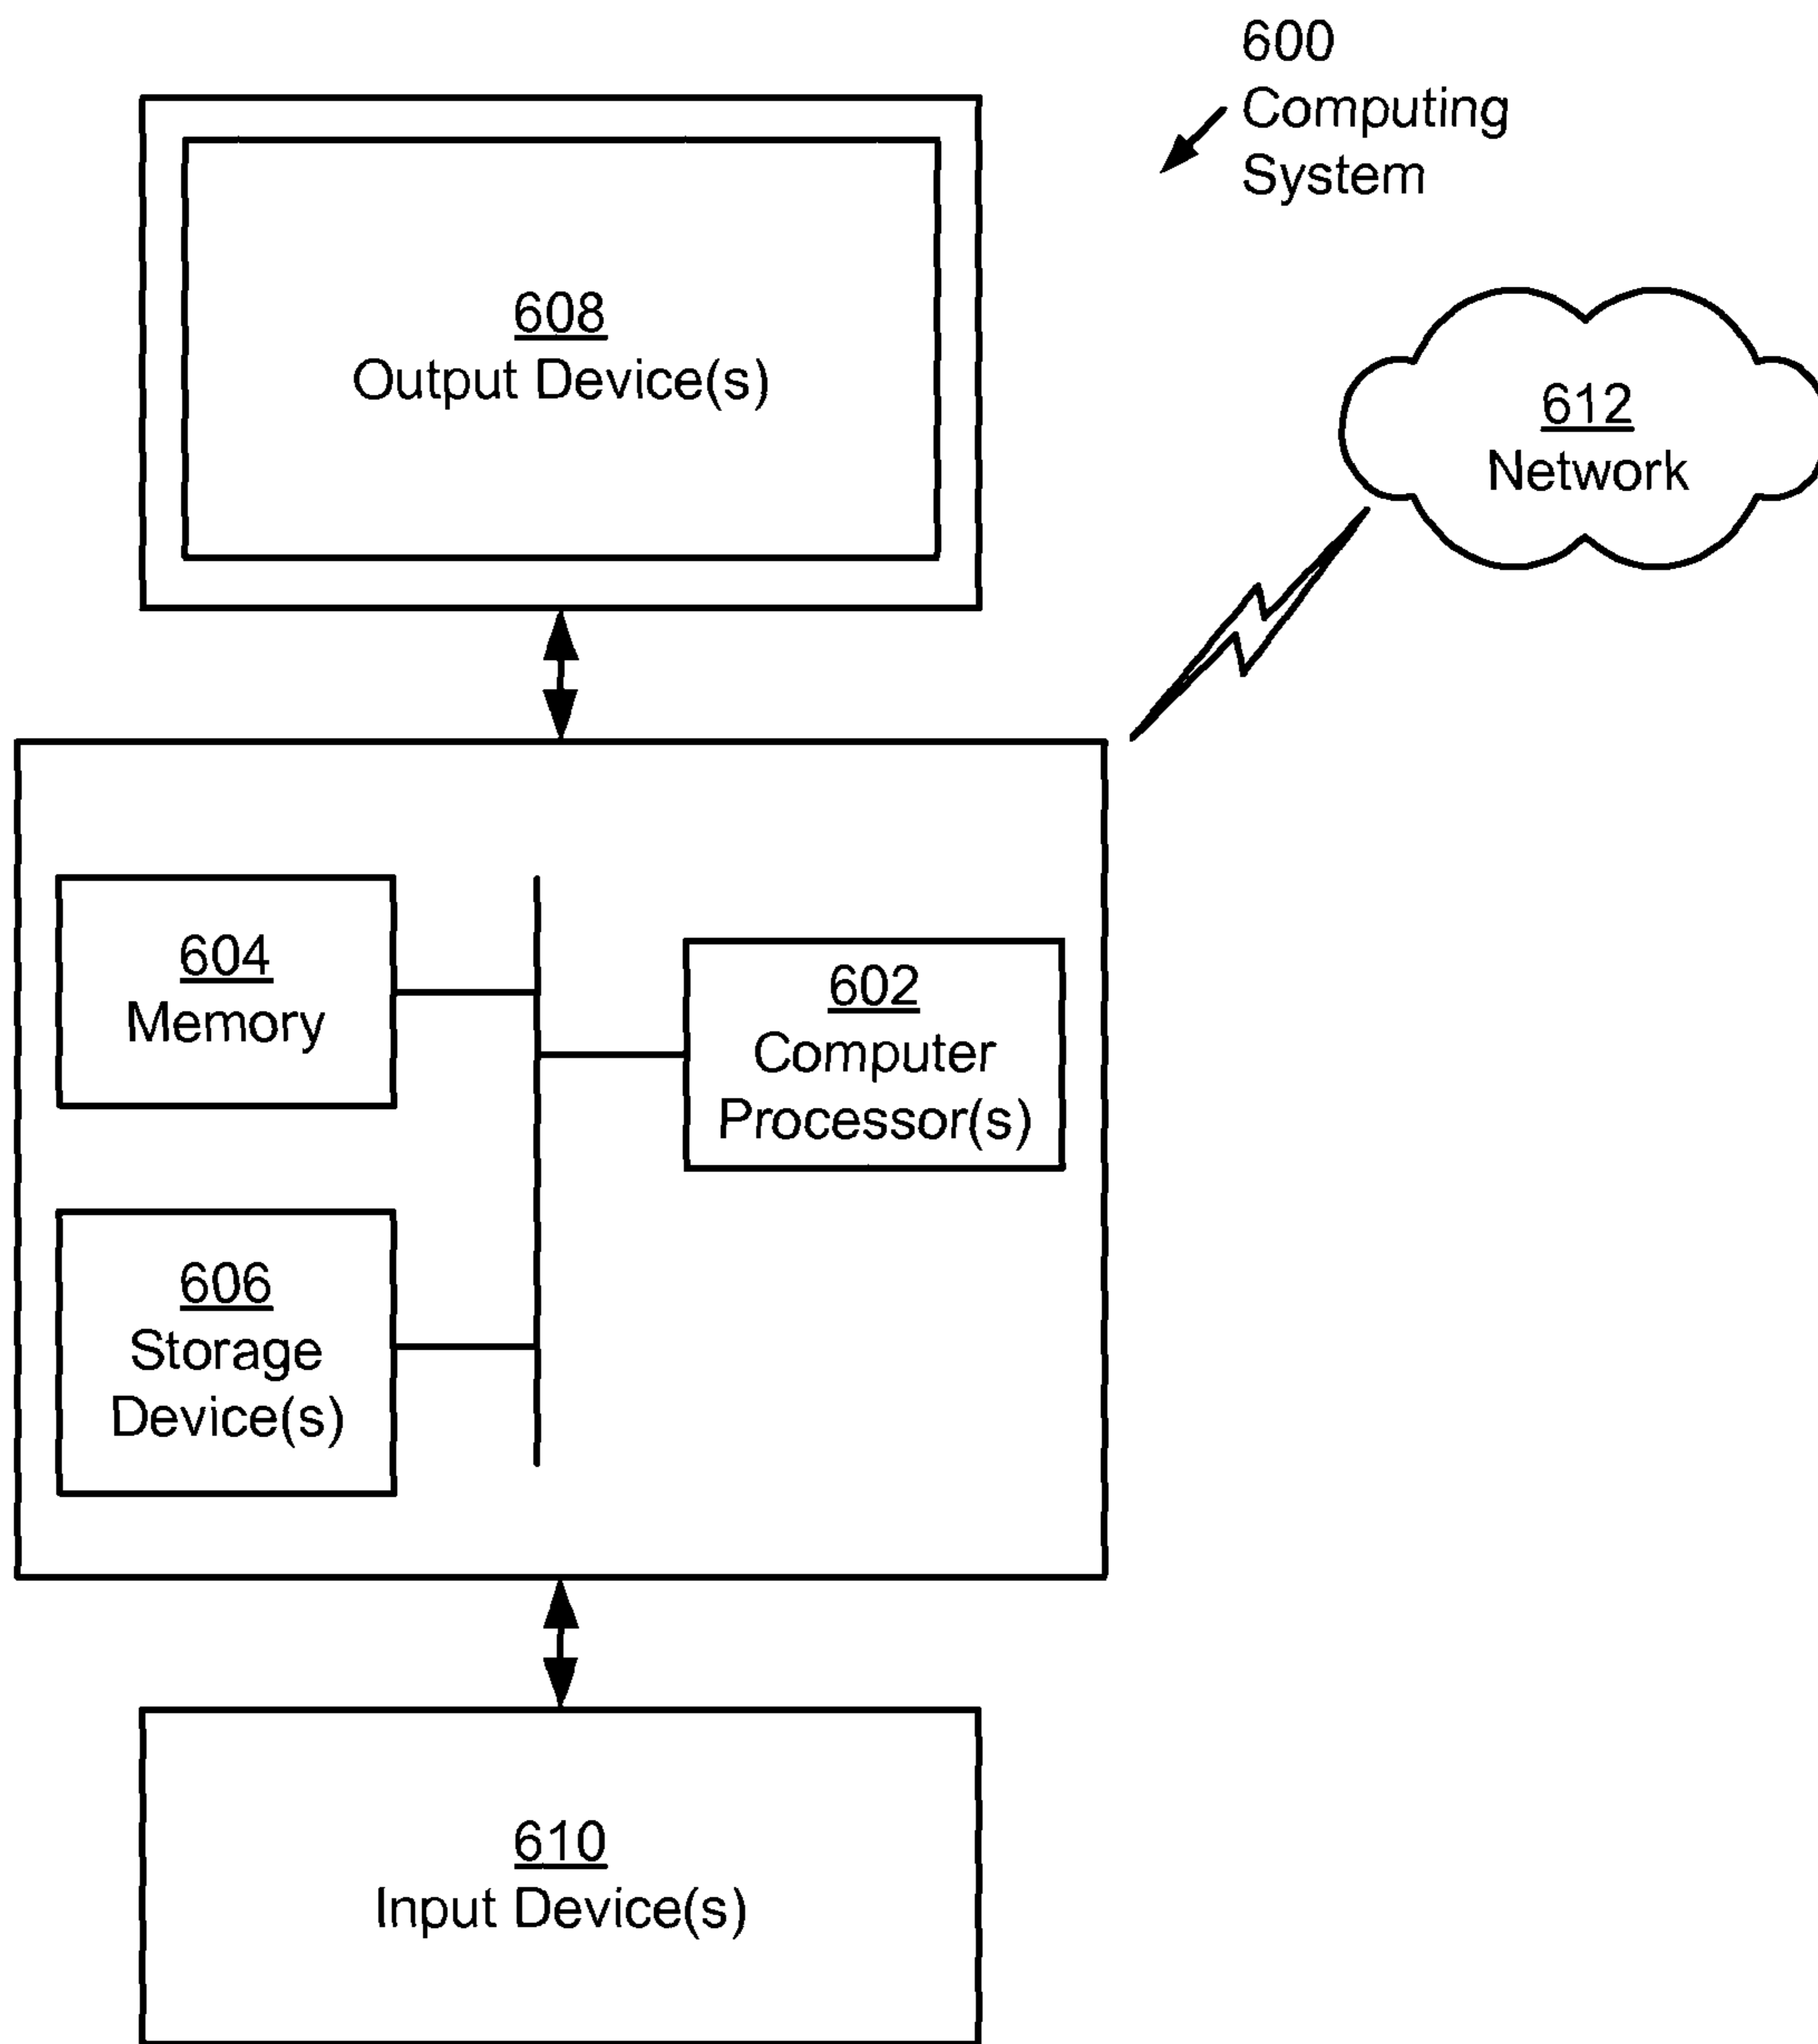 600
Computing
System
608
Output Device(s)
612
Network
604
Memory
602
Computer
Processor(s)
606
Storage
Device(s)
610
Input Device(s)